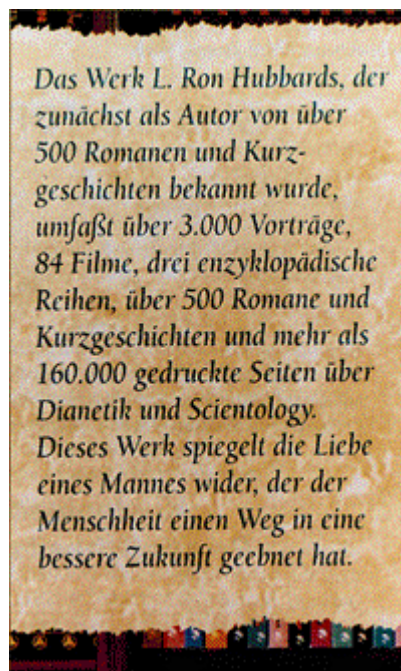 Das Werk L. Ron Hubbards, der
zunächst als Autor von über
500 Romanen und Kurz-
geschichten bekannt wurde,
umfaßt über 3.000 Vorträge,
84 Filme, drei enzyklopädische
Reihen, über 500 Romane und
Kurzgeschichten und mehr als
160.000 gedruckte Seiten über
Dianetik und Scientology.
Dieses Werk spiegelt die Liebe
eines Mannes wider, der der
Menschheit einen Weg in eine
bessere Zukunft geebnet hat.